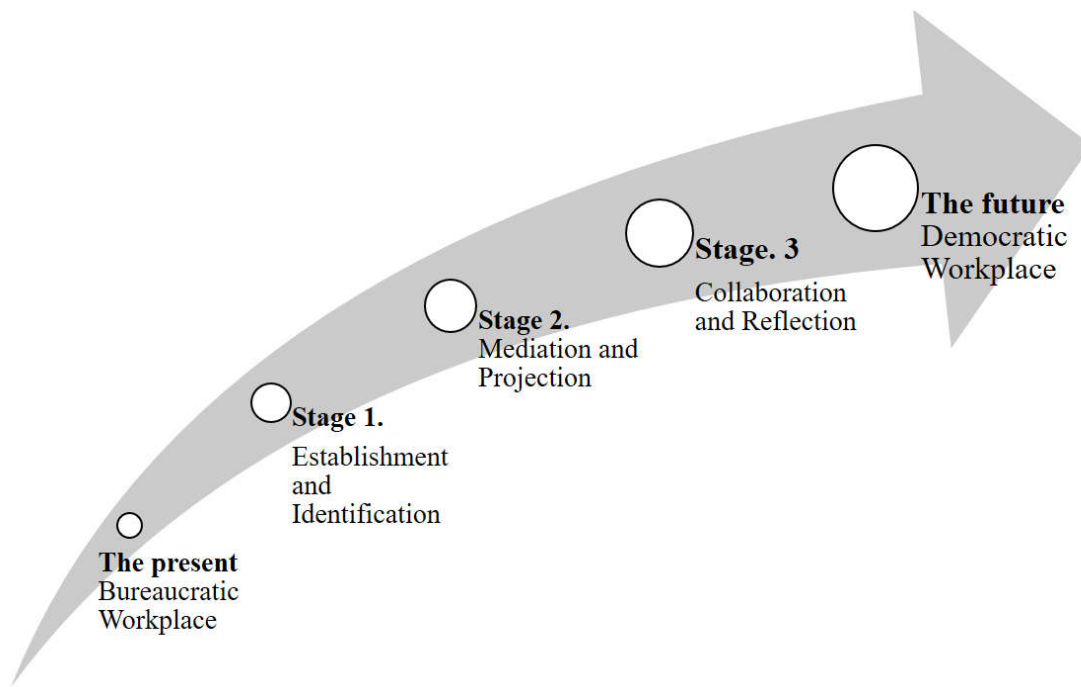 The present
Bureaucratic
Workplace
Stage 1.
Establishment
and
Identification
Stage 2.
Mediation and
Projection
Stage. 3
Collaboration
and Reflection
The future
Democratic
Workplace